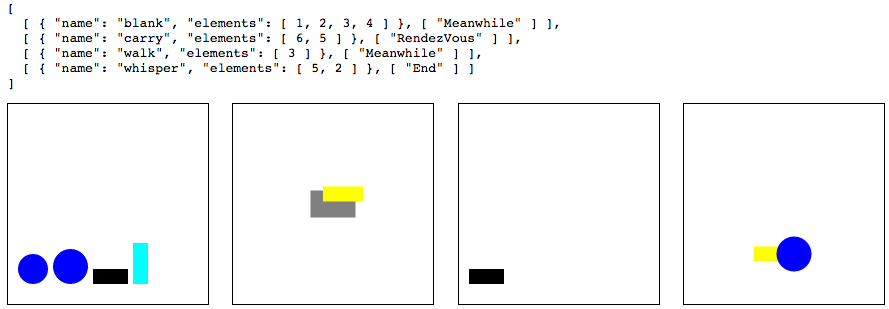 [
  [ { "name": "blank", "elements": [ 1, 2, 3, 4 ] }, [ "Meanwhile" ] ],
  [ { "name": "carry", "elements": [ 6, 5 ] }, [ "RendezVous" ] ],
  [ { "name": "walk", "elements": [ 3 ] }, [ "Meanwhile" ] ],
  [ { "name": "whisper", "elements": [ 5, 2 ] }, [ "End" ] ]
]